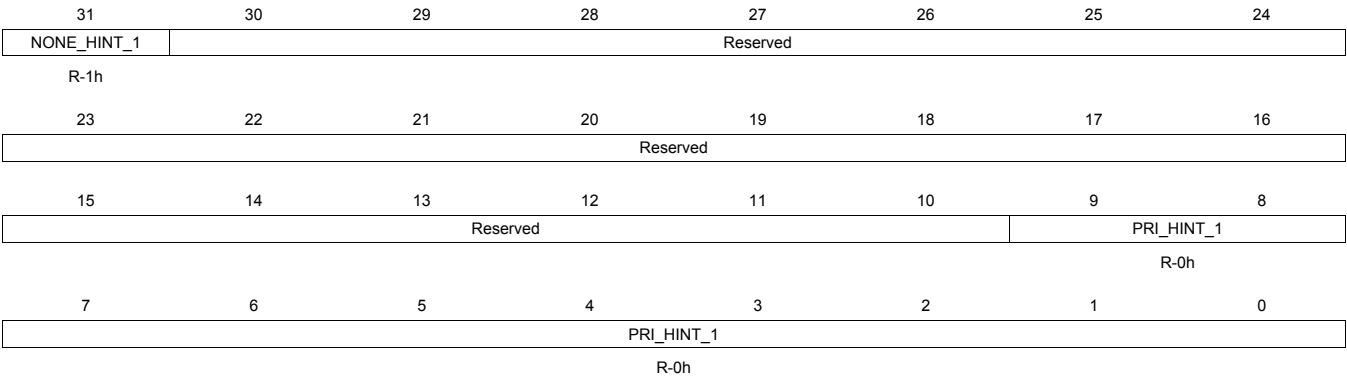 31 30 29 28 27 26 25 24
NONE_HINT_1 Reserved
R-1h
23 22 21 20 19 18 17 16
Reserved
15 14 13 12 11 10 9 8
Reserved PRI_HINT_1
R-0h
7 6 5 4 3 2 1 0
PRI_HINT_1
R-0h